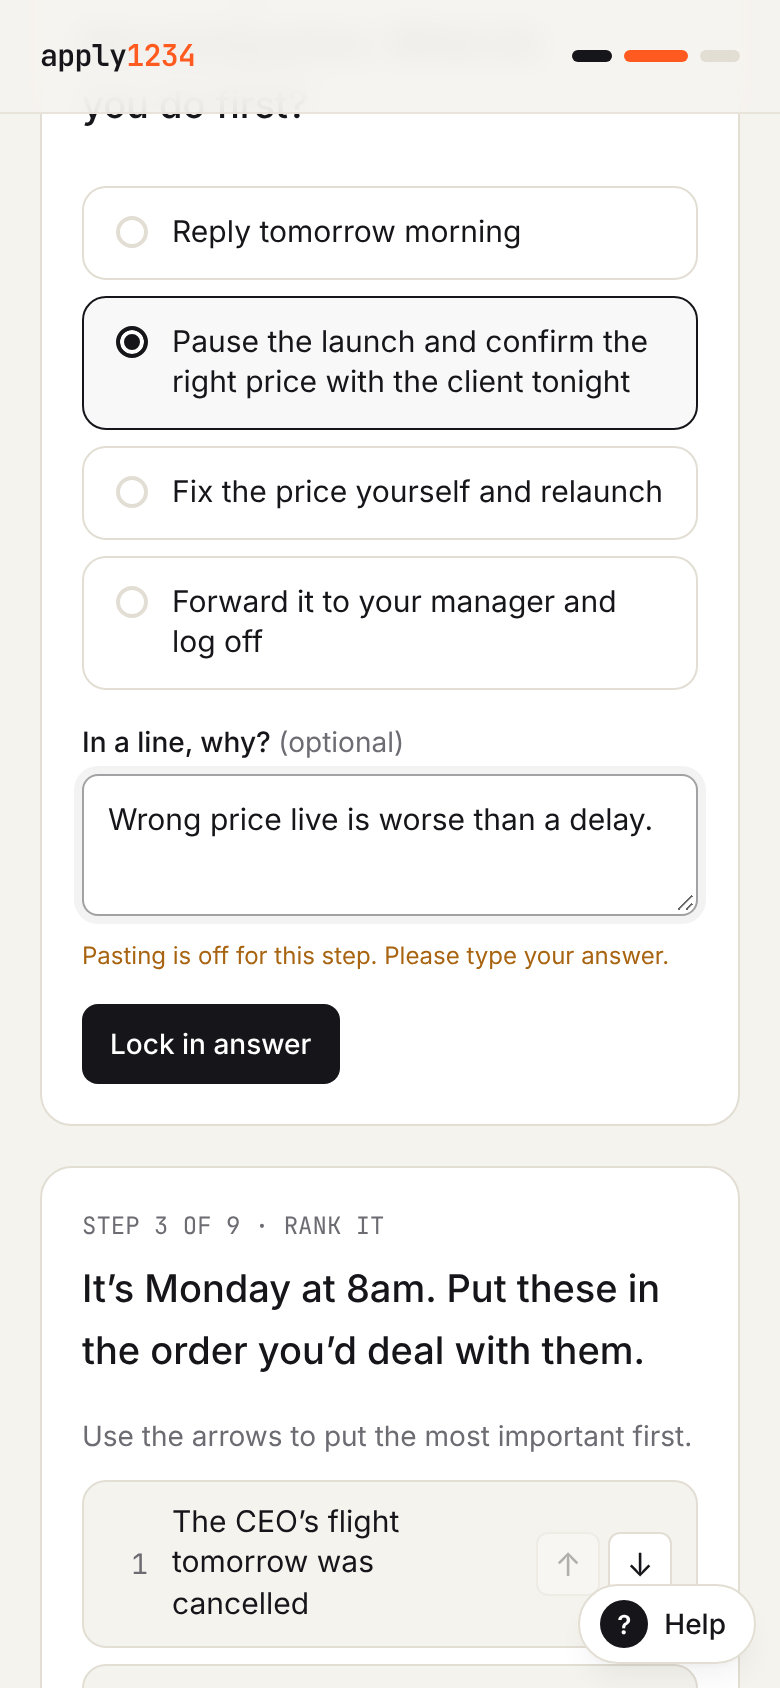 apply1234
you do first?
Reply tomorrow morning
Pause the launch and confirm the
right price with the client tonight
Fix the price yourself and relaunch
Forward it to your manager and
log off
In a line, why? (optional)
Wrong price live is worse than a delay.
Pasting is off for this step. Please type your answer.
Lock in answer
STEP 3 OF 9 · RANK IT
It’s Monday at 8am. Put these in
the order you’d deal with them.
Use the arrows to put the most important first.
1
The CEO’s flight
tomorrow was
cancelled
↑ ↓
? Help